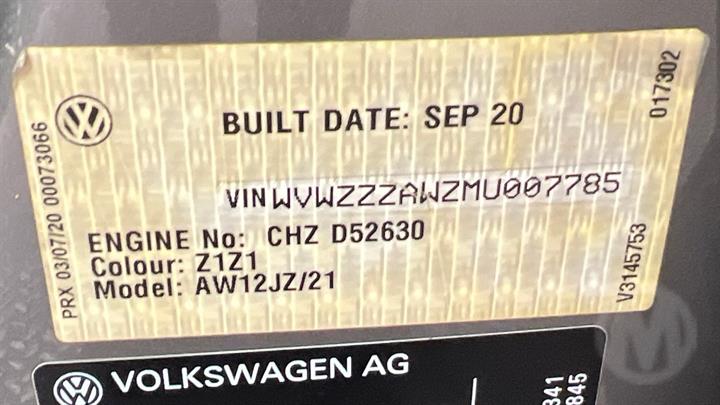 BUILT DATE: SEP 20
VIN WVWZZZAWZMU007785
ENGINE No: CHZ D52630
Colour: Z1Z1
Model: AW12JZ/21
PRX 03/07/20 00073066
017302
V3145753
VOLKSWAGEN AG
341
845